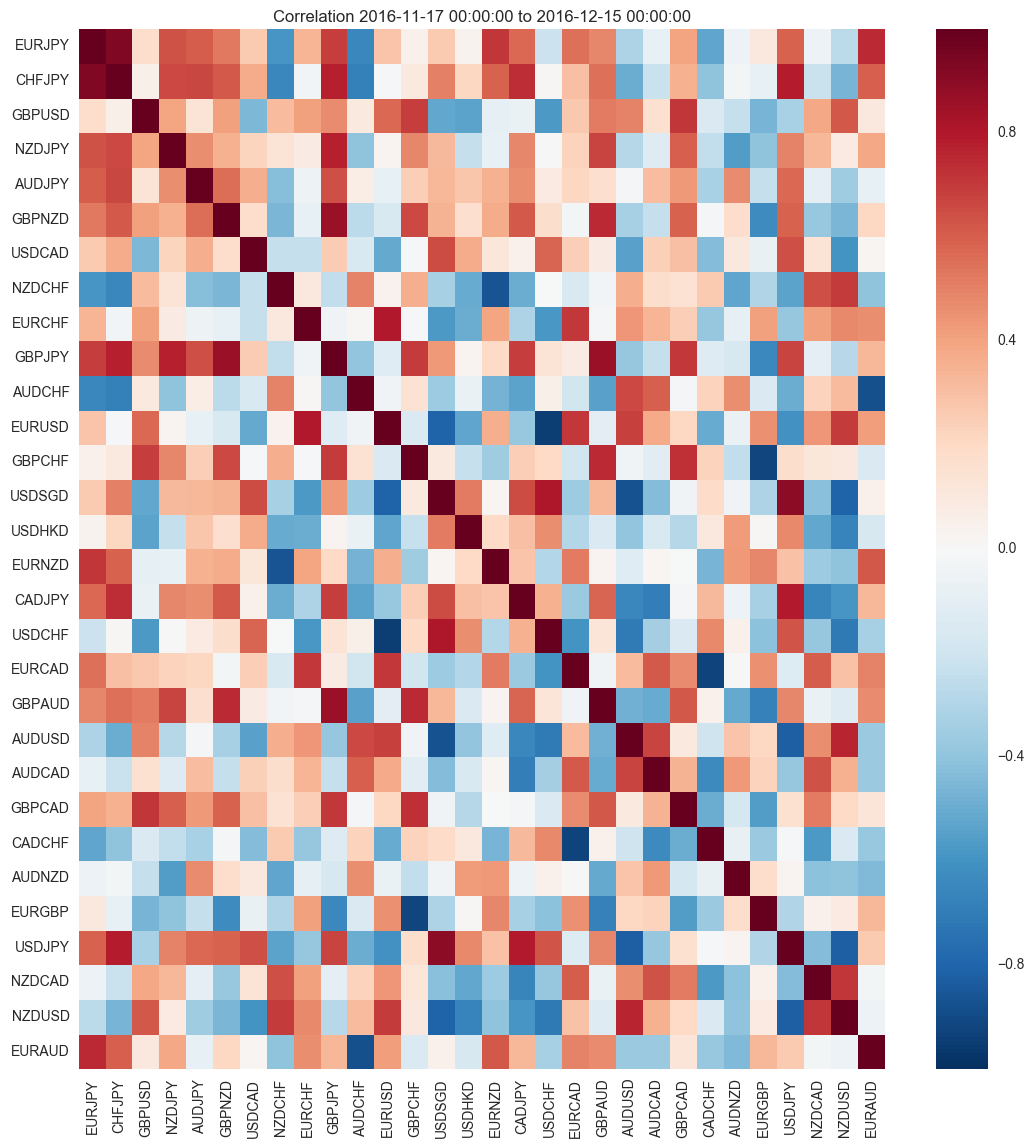 Correlation 2016-11-17 00:00:00 to 2016-12-15 00:00:00
EURJPY
CHFJPY
GBPUSD
NZDJPY
AUDJPY
GBPNZD
USDCAD
NZDCHF
EURCHF
GBPJPY
AUDCHF
EURUSD
GBPCHF
USDSGD
USDHKD
EURNZD
CADJPY
USDCHF
EURCAD
GBPAUD
AUDUSD
AUDCAD
GBPCAD
CADCHF
AUDNZD
EURGBP
USDJPY
NZDCAD
NZDUSD
EURAUD
EURJPY
CHFJPY
GBPUSD
NZDJPY
AUDJPY
GBPNZD
USDCAD
NZDCHF
EURCHF
GBPJPY
AUDCHF
EURUSD
GBPCHF
USDSGD
USDHKD
EURNZD
CADJPY
USDCHF
EURCAD
GBPAUD
AUDUSD
AUDCAD
GBPCAD
CADCHF
AUDNZD
EURGBP
USDJPY
NZDCAD
NZDUSD
EURAUD
0.8
0.4
0.0
−0.4
−0.8